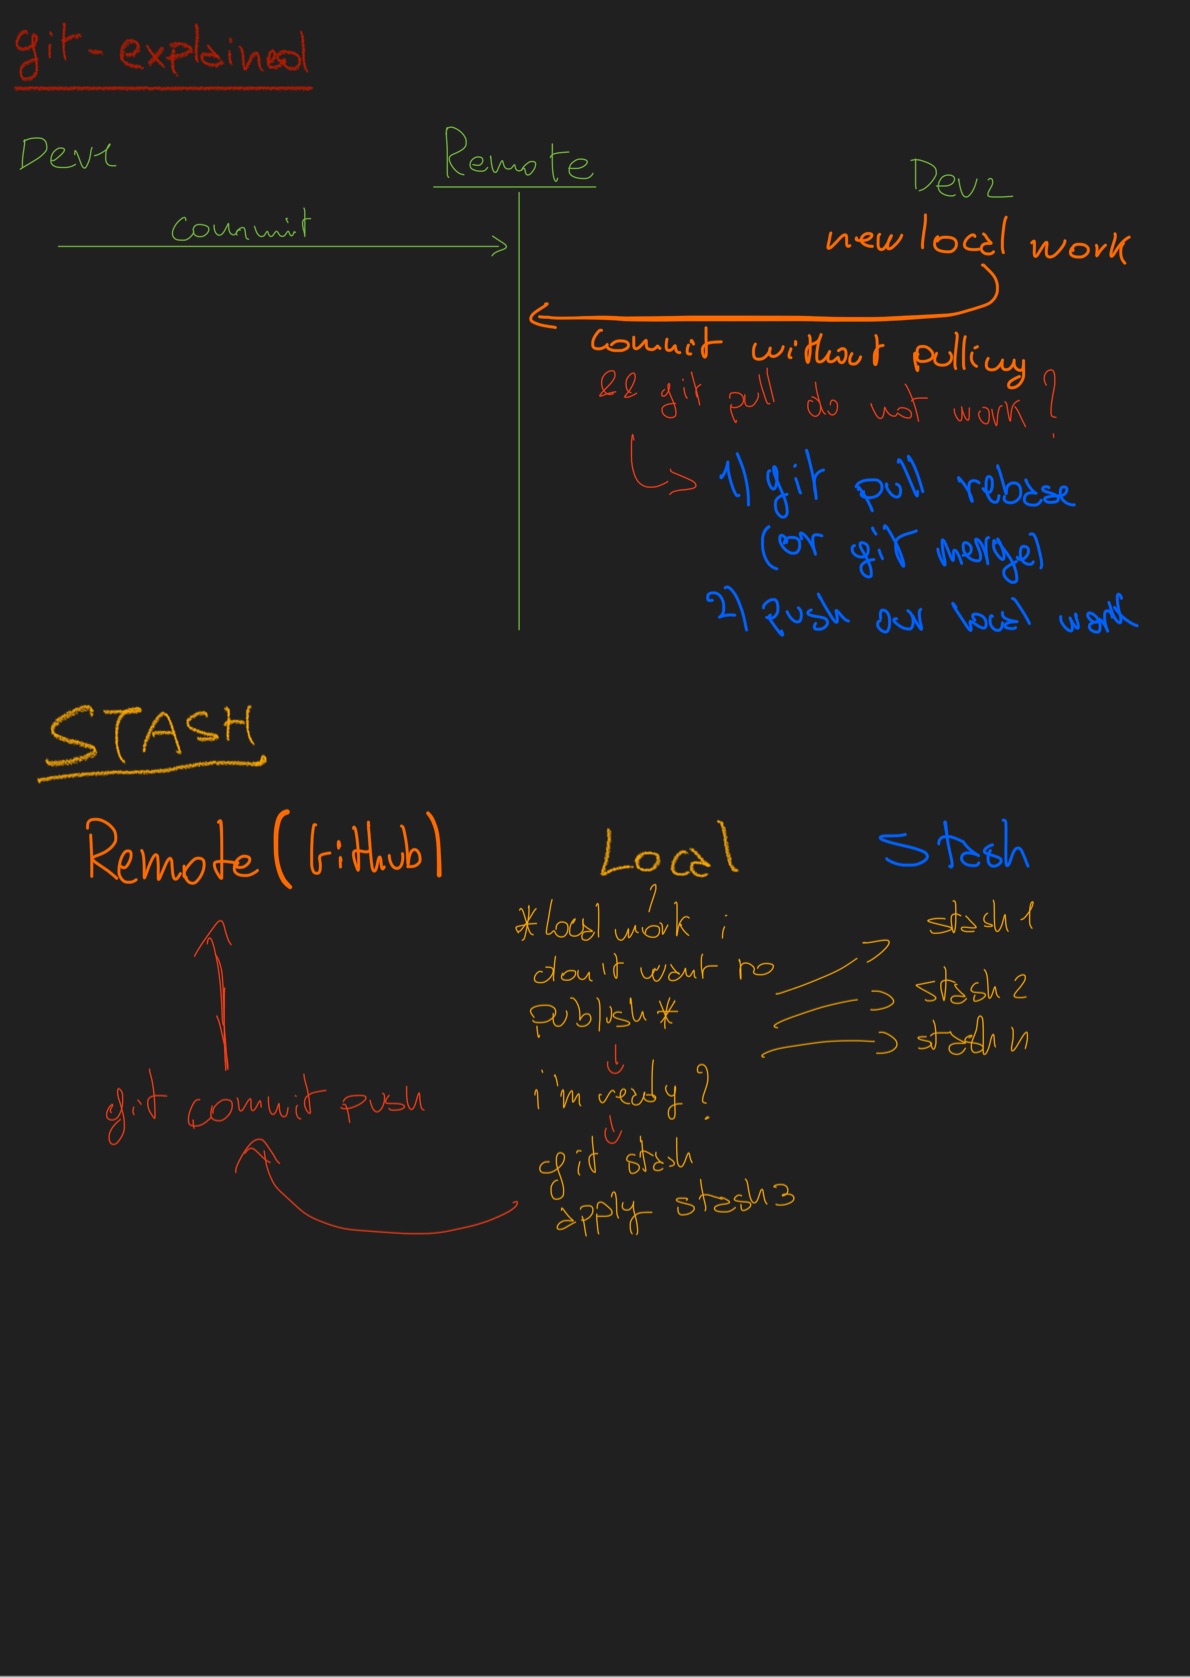 git-explained
Dev1
Remote
Dev2
commit
new local work
commit without pulling
&& git pull do not work?
1) git pull rebase
(or git merge)
2) push our local work
STASH
Remote (Github)
Local
Stash
*local work i
don't want to
publish*
stash 1
stash 2
stash n
i'm ready?
git commit push
git stash
apply stash3